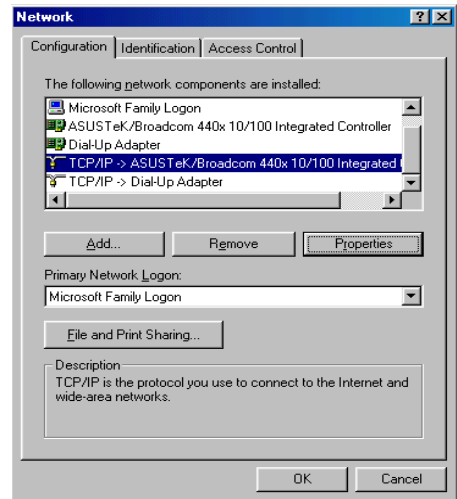 Network
Configuration Identification Access Control
The following network components are installed:
Microsoft Family Logon
ASUSTeK/Broadcom 440x 10/100 Integrated Controller
Dial-Up Adapter
TCP/IP -> ASUSTeK/Broadcom 440x 10/100 Integrated
TCP/IP -> Dial-Up Adapter
Add... Remove Properties
Primary Network Logon:
Microsoft Family Logon
File and Print Sharing...
Description
TCP/IP is the protocol you use to connect to the Internet and
wide-area networks.
OK Cancel